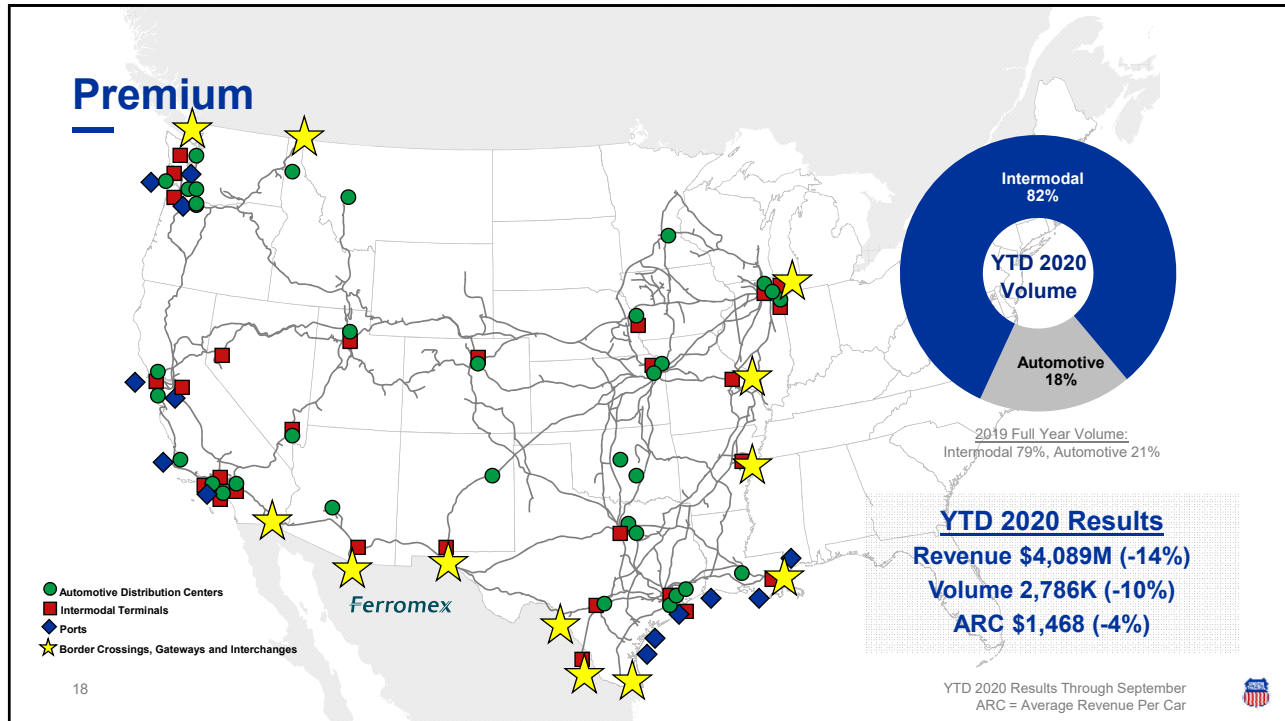 Premium
Intermodal
82%
YTD 2020
Volume
Automotive
18%
2019 Full Year Volume:
Intermodal 79%, Automotive 21%
YTD 2020 Results
Revenue $4,089M (-14%)
Volume 2,786K (-10%)
ARC $1,468 (-4%)
Automotive Distribution Centers
Intermodal Terminals
Ports
Border Crossings, Gateways and Interchanges
Ferromex
18
YTD 2020 Results Through September
ARC = Average Revenue Per Car